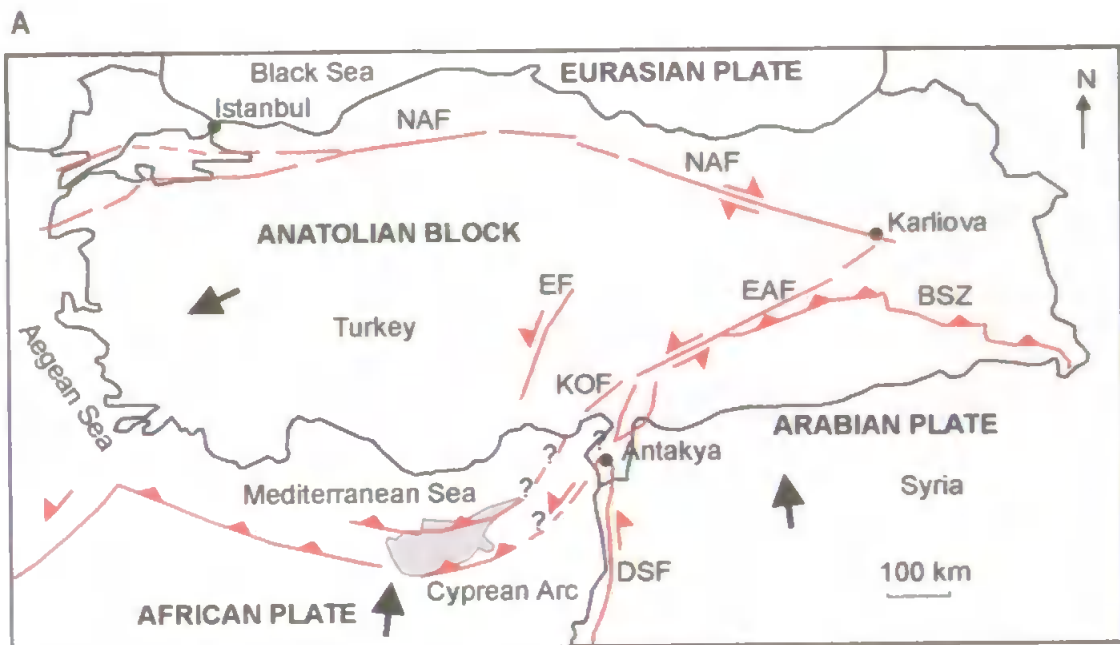 A
Black Sea
EURASIAN PLATE
N
Istanbul
NAF
NAF
Karliova
ANATOLIAN BLOCK
EF
EAF
BSZ
Turkey
Aegean Sea
KOF
ARABIAN PLATE
?
Antakya
?
Mediterranean Sea
?
Syria
?
DSF
100 km
Cyprean Arc
AFRICAN PLATE